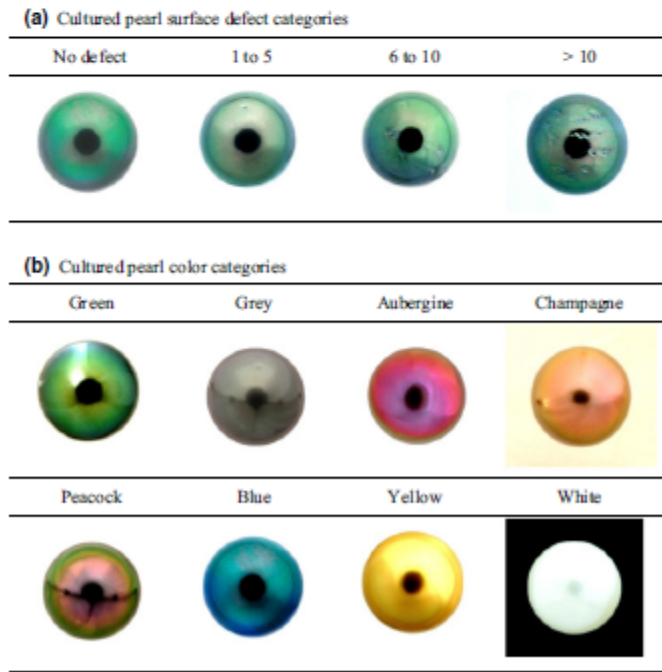 (a) Cultured pearl surface defect categories
No defect 1 to 5 6 to 10 > 10
(b) Cultured pearl color categories
Green Grey Aubergine Champagne
Peacock Blue Yellow White